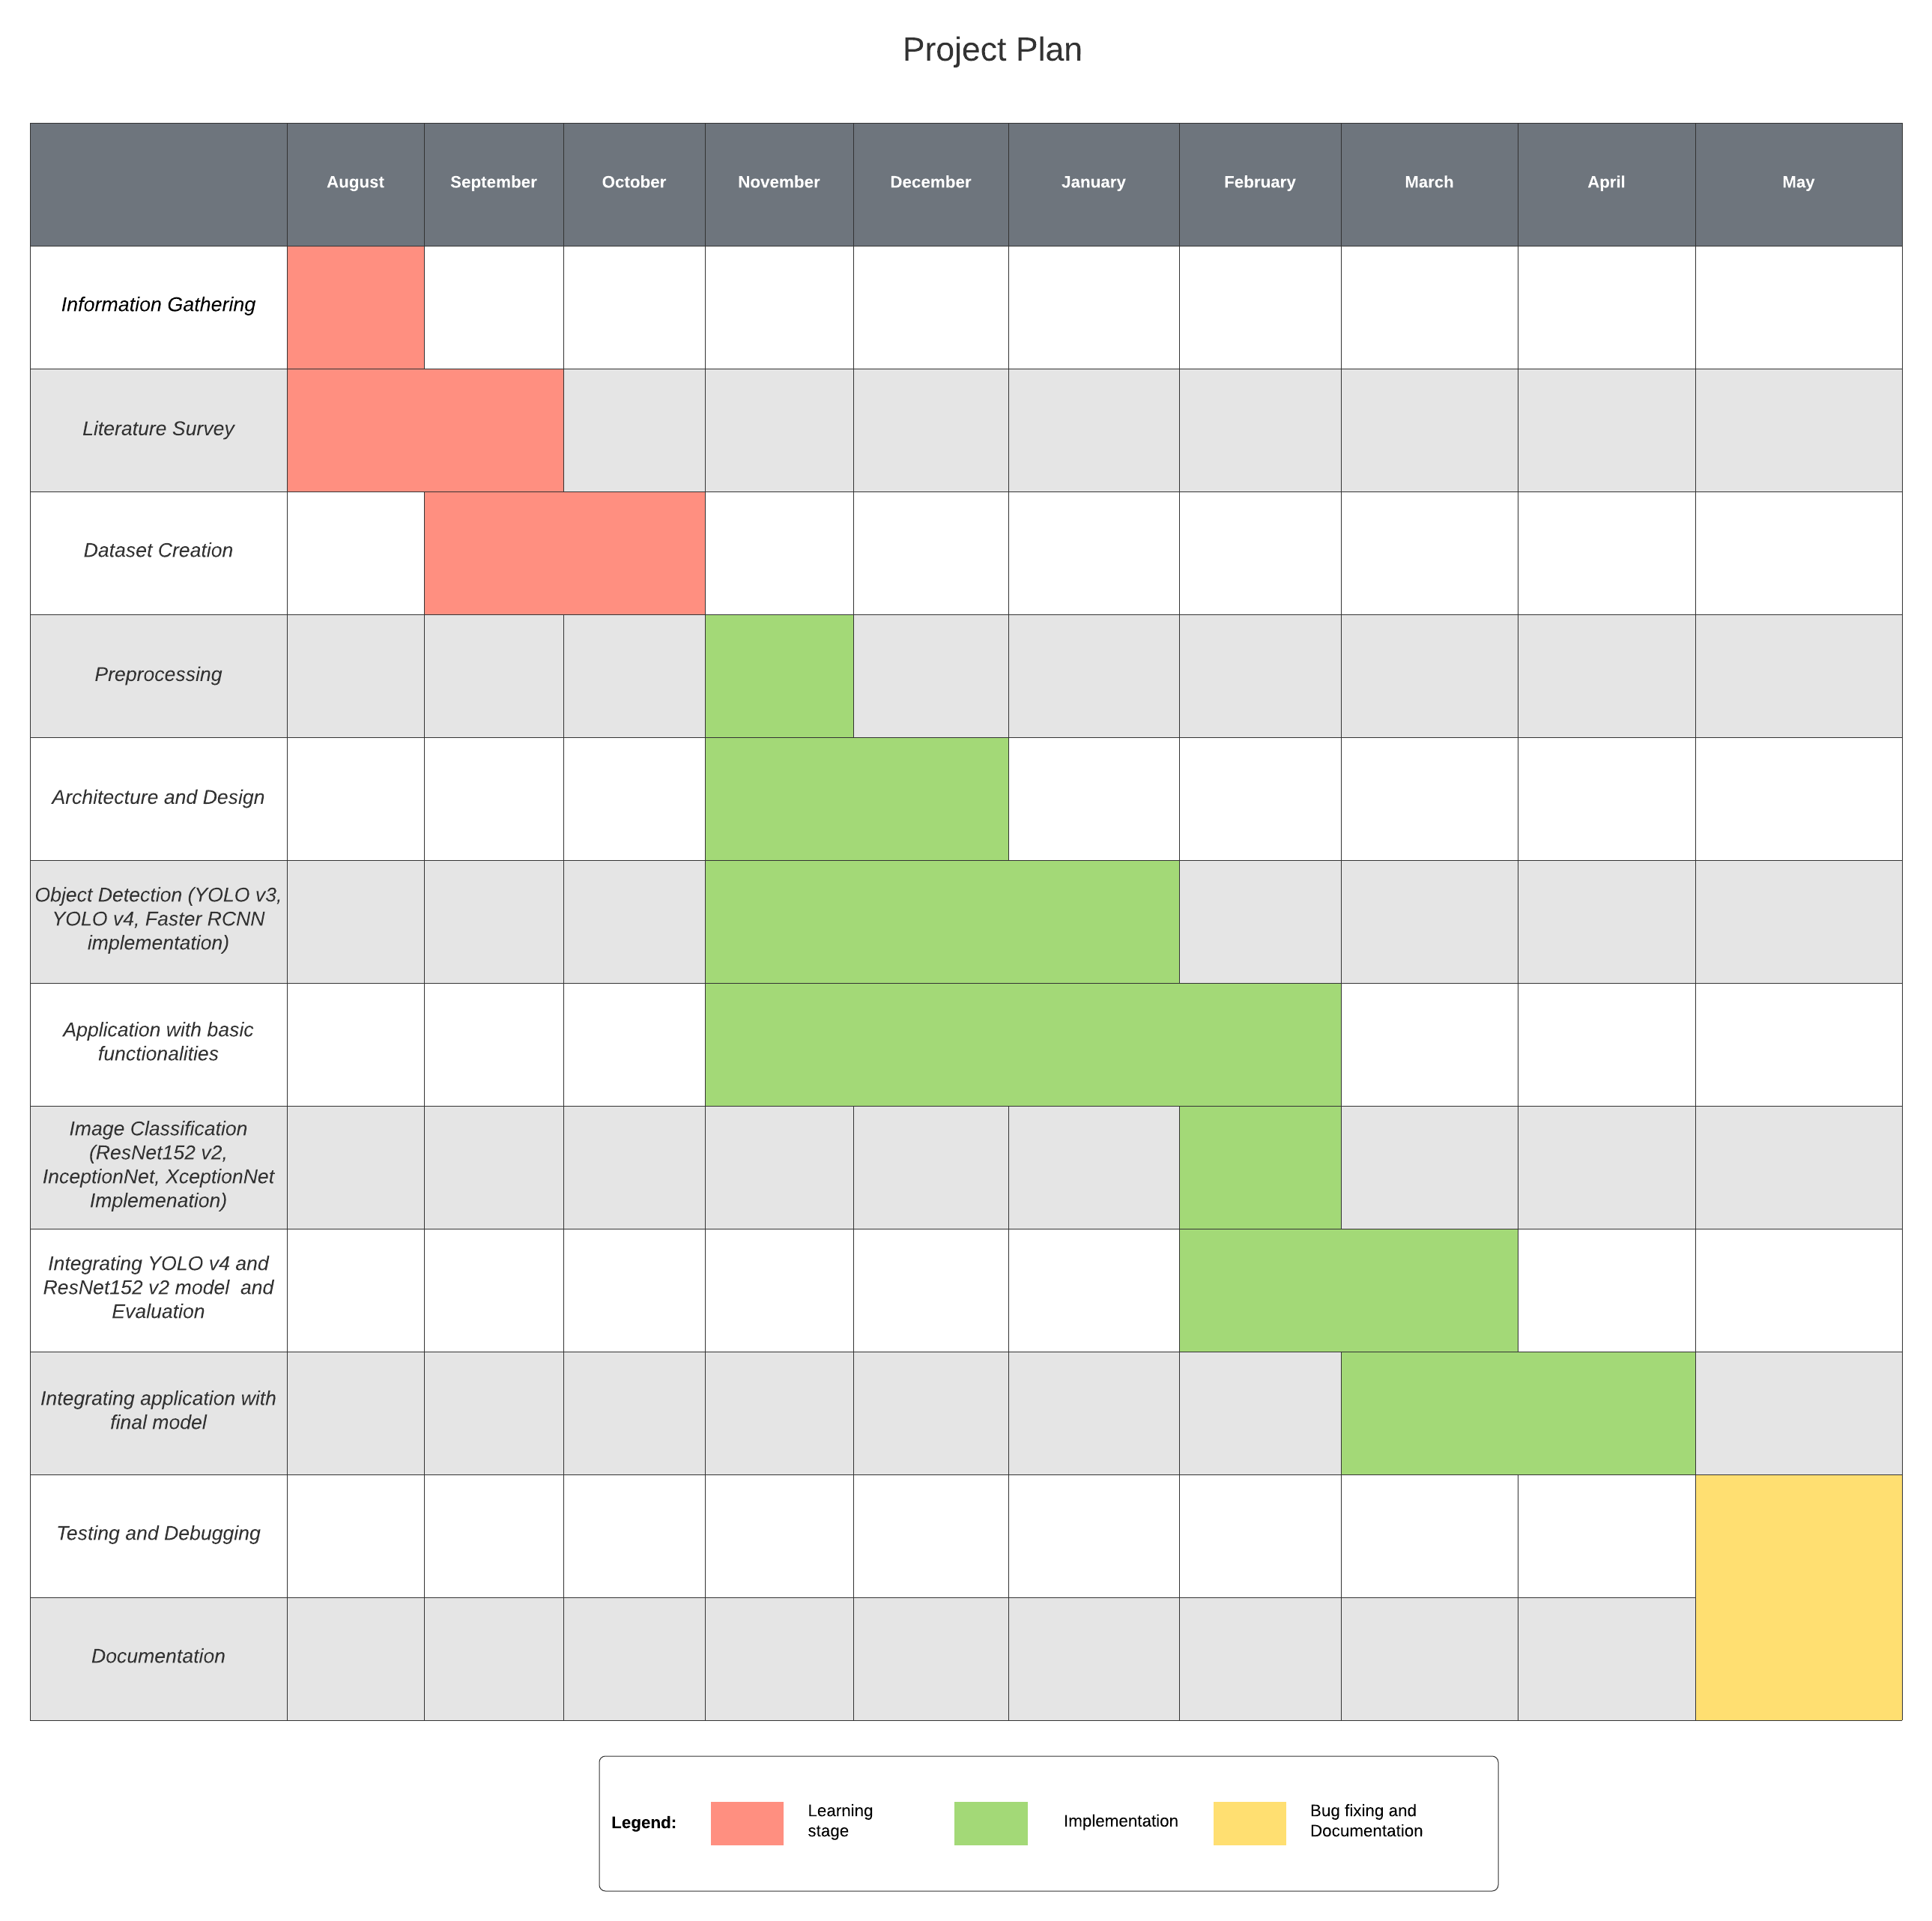 Project Plan
August
September
October
November
December
January
February
March
April
May
Information Gathering
Literature Survey
Dataset Creation
Preprocessing
Architecture and Design
Object Detection (YOLO v3,
YOLO v4, Faster RCNN
implementation)
Application with basic
functionalities
Image Classification
(ResNet152 v2,
InceptionNet, XceptionNet
Implemenation)
Integrating YOLO v4 and
ResNet152 v2 model  and
Evaluation
Integrating application with
final model
Testing and Debugging
Documentation
Legend:
Learning
stage
Implementation
Bug fixing and
Documentation